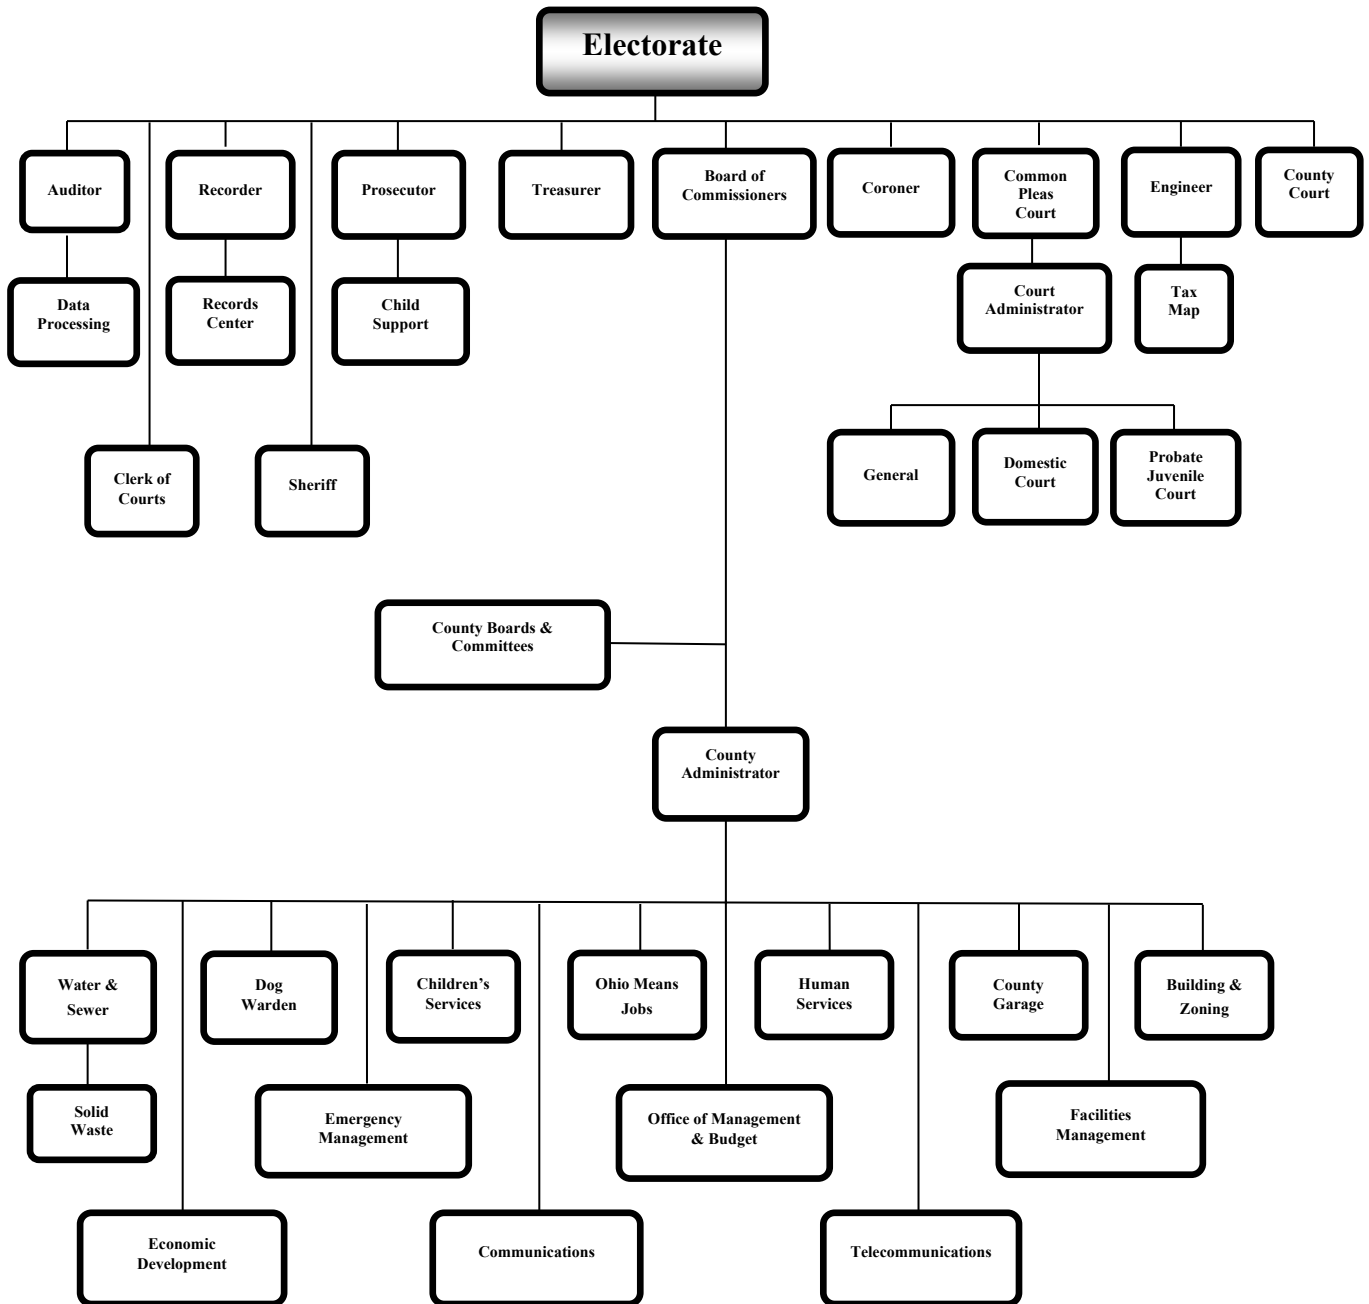 Electorate
Auditor
Recorder
Prosecutor
Treasurer
Board of
Commissioners
Coroner
Common
Pleas
Court
Engineer
County
Court
Data
Processing
Records
Center
Child
Support
Court
Administrator
Tax
Map
Clerk of
Courts
Sheriff
General
Domestic
Court
Probate
Juvenile
Court
County Boards &
Committees
County
Administrator
Water &
Sewer
Dog
Warden
Children’s
Services
Ohio Means
Jobs
Human
Services
County
Garage
Building &
Zoning
Solid
Waste
Emergency
Management
Office of Management
& Budget
Facilities
Management
Economic
Development
Communications
Telecommunications